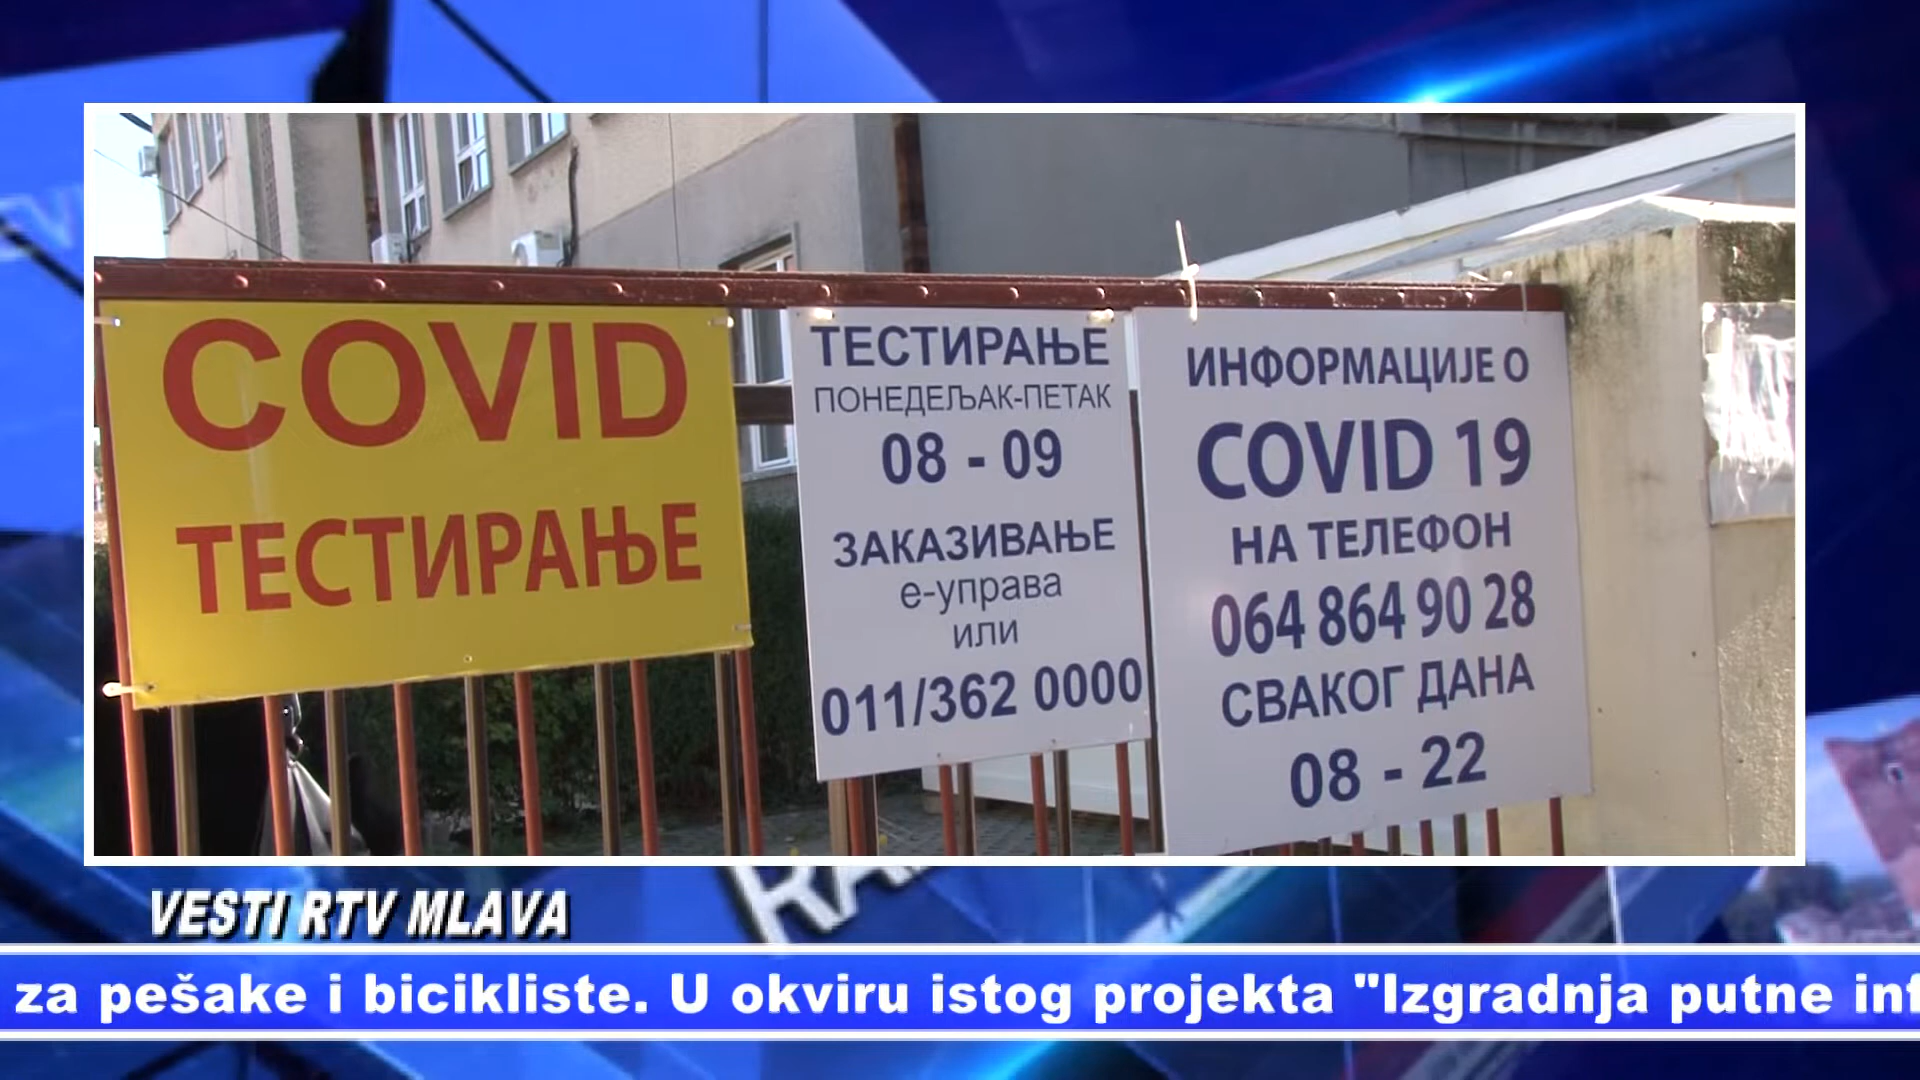 COVID
ТЕСТИРАЊЕ
ТЕСТИРАЊЕ
ПОНЕДЕЉАК-ПЕТАК
08 - 09
ЗАКАЗИВАЊЕ
е-управа
или
011/362 0000
ИНФОРМАЦИЈЕ О
COVID 19
НА ТЕЛЕФОН
064 864 90 28
СВАКОГ ДАНА
08 - 22
VESTI RTV MLAVA
za pešake i bicikliste. U okviru istog projekta "Izgradnja putne inf